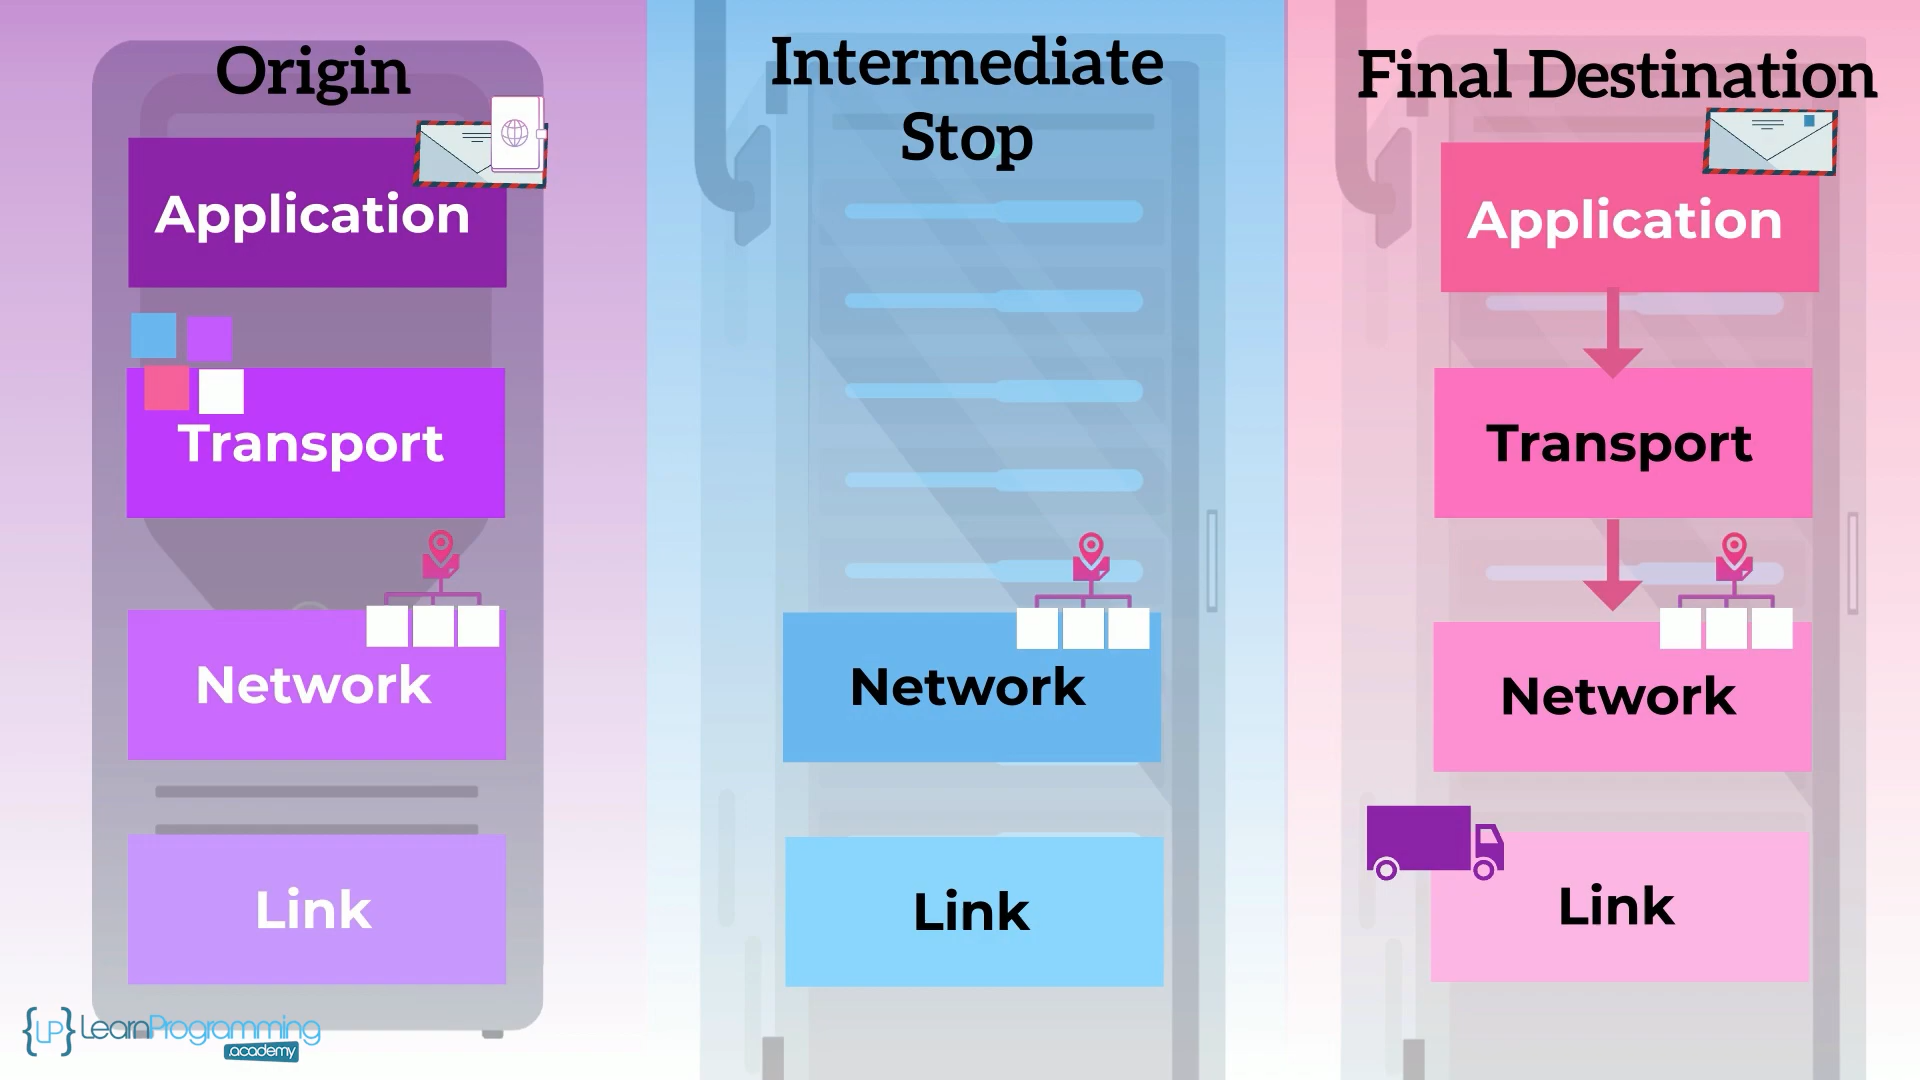 Origin
Application
Transport
Network
Link
Intermediate
Stop
Network
Link
Final Destination
Application
Transport
Network
Link
{LP} LearnProgramming
.academy